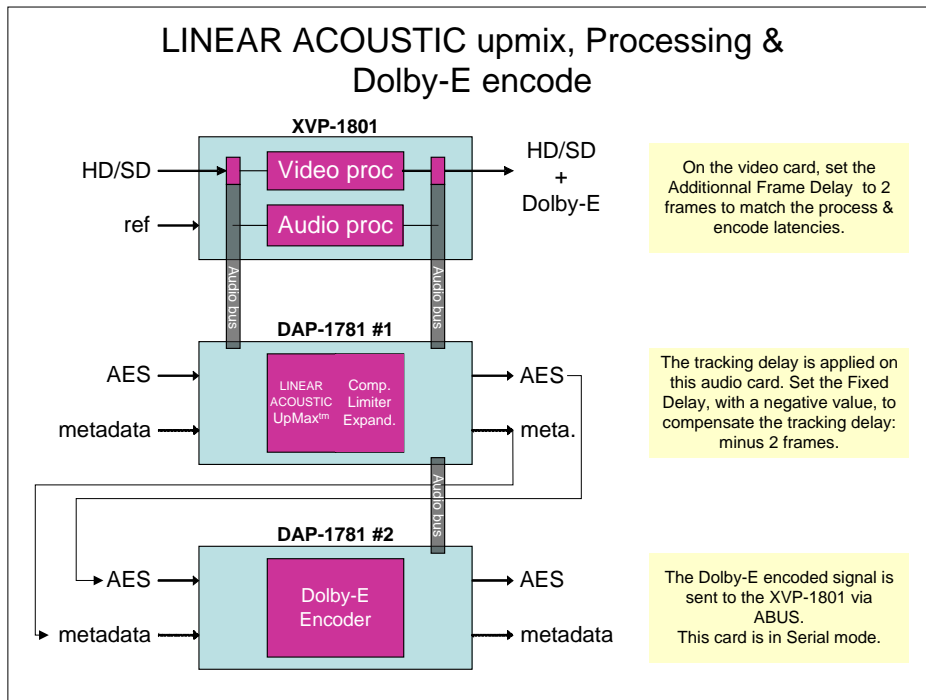 LINEAR ACOUSTIC upmix, Processing &
Dolby-E encode
XVP-1801
HD/SD
Video proc
HD/SD
+
Dolby-E
ref
Audio proc
On the video card, set the
Additionnal Frame Delay to 2
frames to match the process &
encode latencies.
Audio bus
Audio bus
DAP-1781 #1
AES
metadata
LINEAR
ACOUSTIC
UpMax™
Comp.
Limiter
Expand.
AES
meta.
The tracking delay is applied on
this audio card. Set the Fixed
Delay, with a negative value, to
compensate the tracking delay:
minus 2 frames.
Audio bus
DAP-1781 #2
AES
metadata
Dolby-E
Encoder
AES
metadata
The Dolby-E encoded signal is
sent to the XVP-1801 via
ABUS.
This card is in Serial mode.